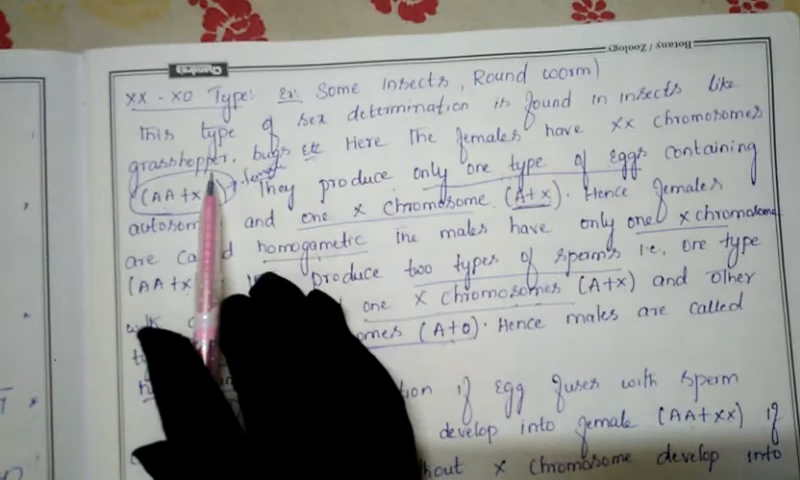 Botany / Zoology
XX - XO Type: Ex: Some Insects, Round worm)
This type of sex determination is found in insects like
grasshopper, bugs etc Here The females have XX chromosomes
(AA+X They produce only one type of eggs containing
autosom and one X chromosome (A+X). Hence females
are called homogametic The males have only one X chromosome
(AA+X produce two types of sperms i.e, one type
with one X chromosomes (A+X) and other
omes (A+O). Hence males are called
tion if Egg fuses with sperm
develop into female (AA+XX) if
hout X chromosome develop into